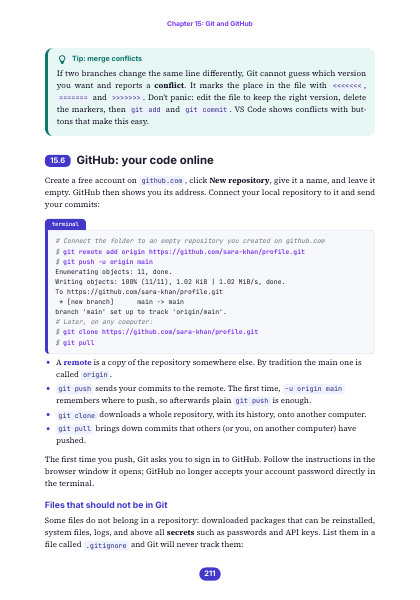 Chapter 15: Git and GitHub
Tip: merge conflicts
If two branches change the same line differently, Git cannot guess which version
you want and reports a conflict. It marks the place in the file with <<<<<<< ,
======= and >>>>>>> . Don't panic: edit the file to keep the right version, delete
the markers, then git add and git commit . VS Code shows conflicts with but-
tons that make this easy.
15.6 GitHub: your code online
Create a free account on github.com , click New repository, give it a name, and leave it
empty. GitHub then shows you its address. Connect your local repository to it and send
your commits:
terminal
# Connect the folder to an empty repository you created on github.com
$ git remote add origin https://github.com/sara-khan/profile.git
$ git push -u origin main
Enumerating objects: 11, done.
Writing objects: 100% (11/11), 1.02 KiB | 1.02 MiB/s, done.
To https://github.com/sara-khan/profile.git
* [new branch] main -> main
branch 'main' set up to track 'origin/main'.
# Later, on any computer:
$ git clone https://github.com/sara-khan/profile.git
$ git pull
• A remote is a copy of the repository somewhere else. By tradition the main one is
called origin .
• git push sends your commits to the remote. The first time, -u origin main
remembers where to push, so afterwards plain git push is enough.
• git clone downloads a whole repository, with its history, onto another computer.
• git pull brings down commits that others (or you, on another computer) have
pushed.
The first time you push, Git asks you to sign in to GitHub. Follow the instructions in the
browser window it opens; GitHub no longer accepts your account password directly in
the terminal.
Files that should not be in Git
Some files do not belong in a repository: downloaded packages that can be reinstalled,
system files, logs, and above all secrets such as passwords and API keys. List them in a
file called .gitignore and Git will never track them:
211